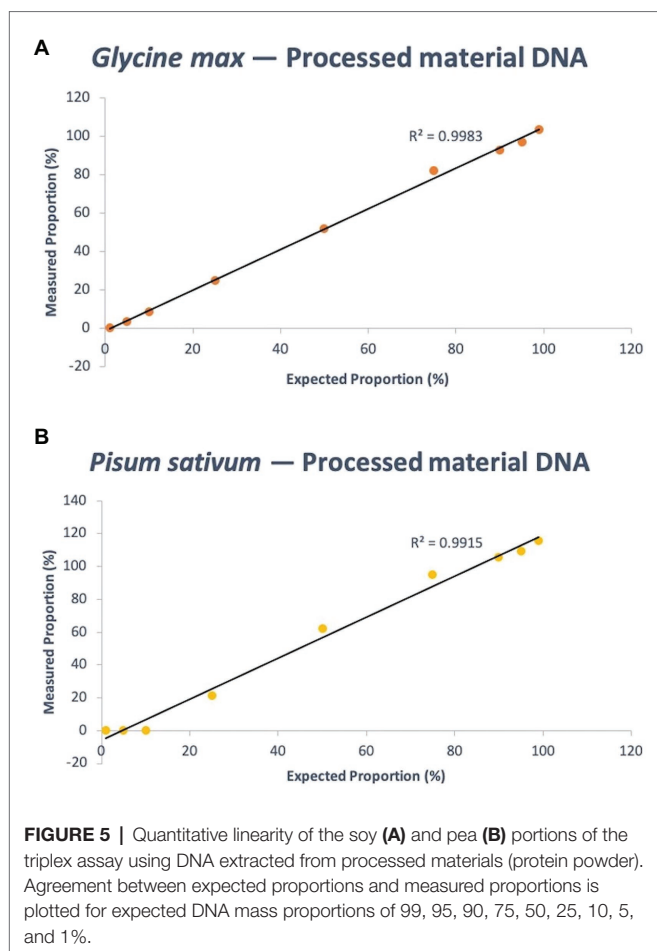 A
Glycine max — Processed material DNA
120
100
80
60
40
20
0
-20
Measured Proportion (%)
R² = 0.9983
0 20 40 60 80 100 120
Expected Proportion (%)
B
Pisum sativum — Processed material DNA
140
120
100
80
60
40
20
0
-20
Measured Proportion (%)
R² = 0.9915
0 20 40 60 80 100 120
Expected Proportion (%)
FIGURE 5 | Quantitative linearity of the soy (A) and pea (B) portions of the
triplex assay using DNA extracted from processed materials (protein powder).
Agreement between expected proportions and measured proportions is
plotted for expected DNA mass proportions of 99, 95, 90, 75, 50, 25, 10, 5,
and 1%.